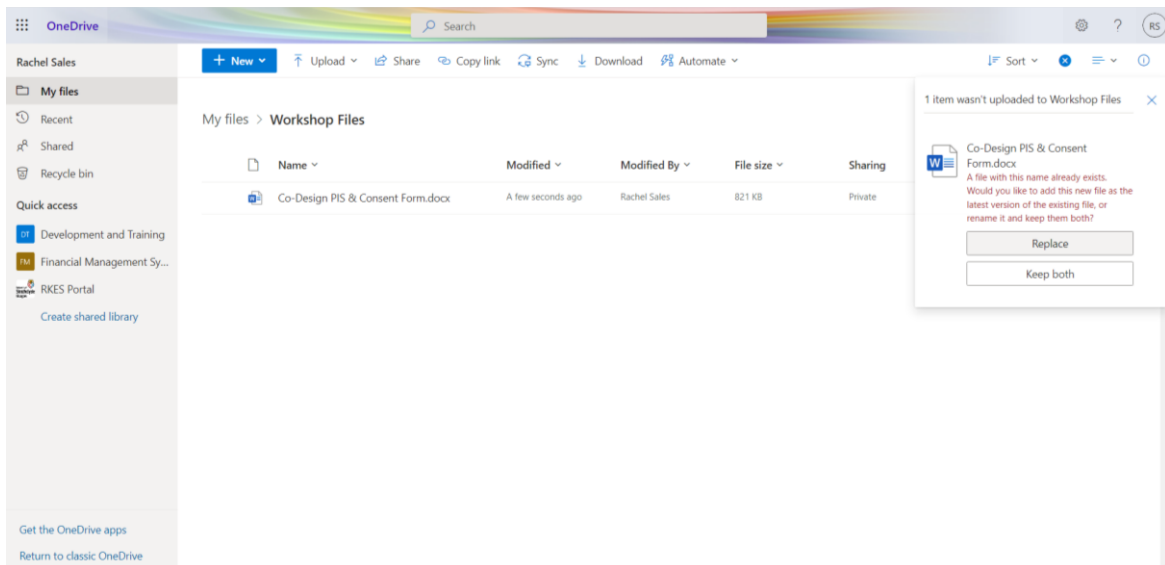 OneDrive
Search
?
RS
Rachel Sales
My files
Recent
Shared
Recycle bin
Quick access
DT Development and Training
FM Financial Management Sy...
RKES Portal
Create shared library
Get the OneDrive apps
Return to classic OneDrive
+ New
Upload
Share
Copy link
Sync
Download
Automate
Sort
My files > Workshop Files
Name Modified Modified By File size Sharing
Co-Design PIS & Consent Form.docx A few seconds ago Rachel Sales 821 KB Private
1 item wasn't uploaded to Workshop Files
W
Co-Design PIS & Consent
Form.docx
A file with this name already exists.
Would you like to add this new file as the
latest version of the existing file, or
rename it and keep them both?
Replace
Keep both